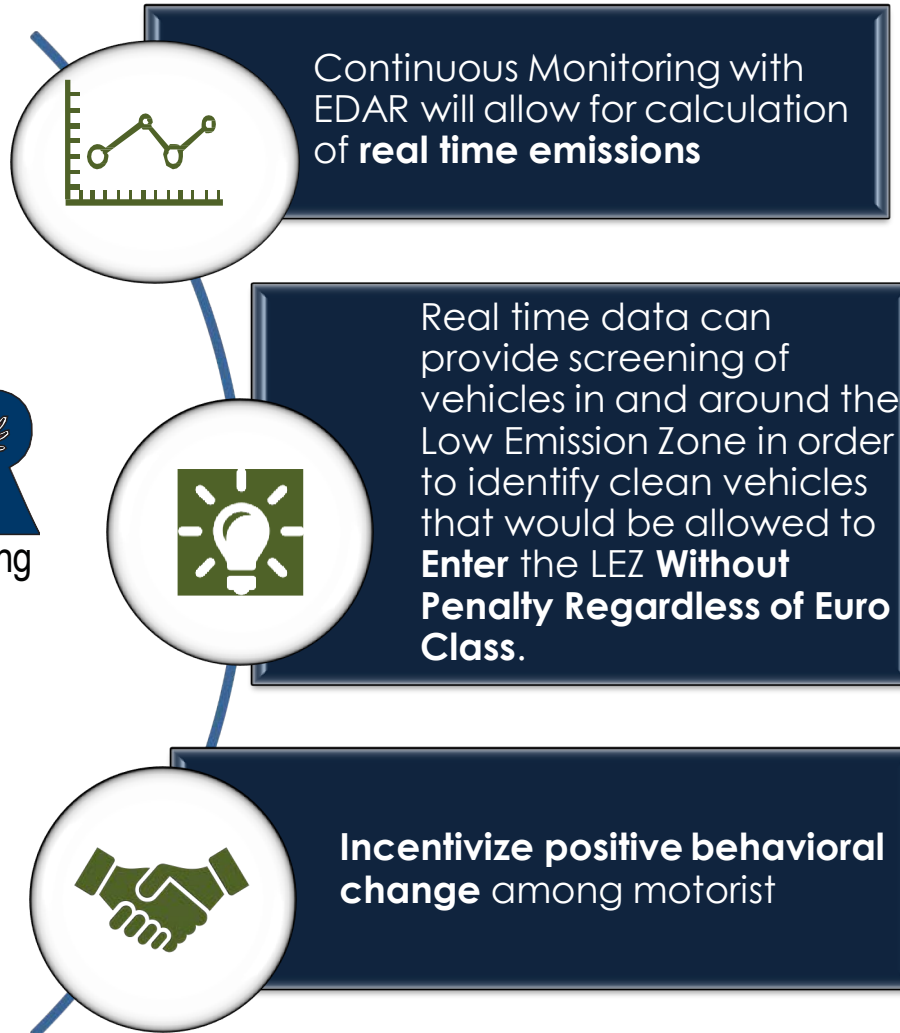 Continuous Monitoring with
EDAR will allow for calculation
of real time emissions
Real time data can
provide screening of
vehicles in and around the
Low Emission Zone in order
to identify clean vehicles
that would be allowed to
Enter the LEZ Without
Penalty Regardless of Euro
Class.
Incentivize positive behavioral
change among motorist